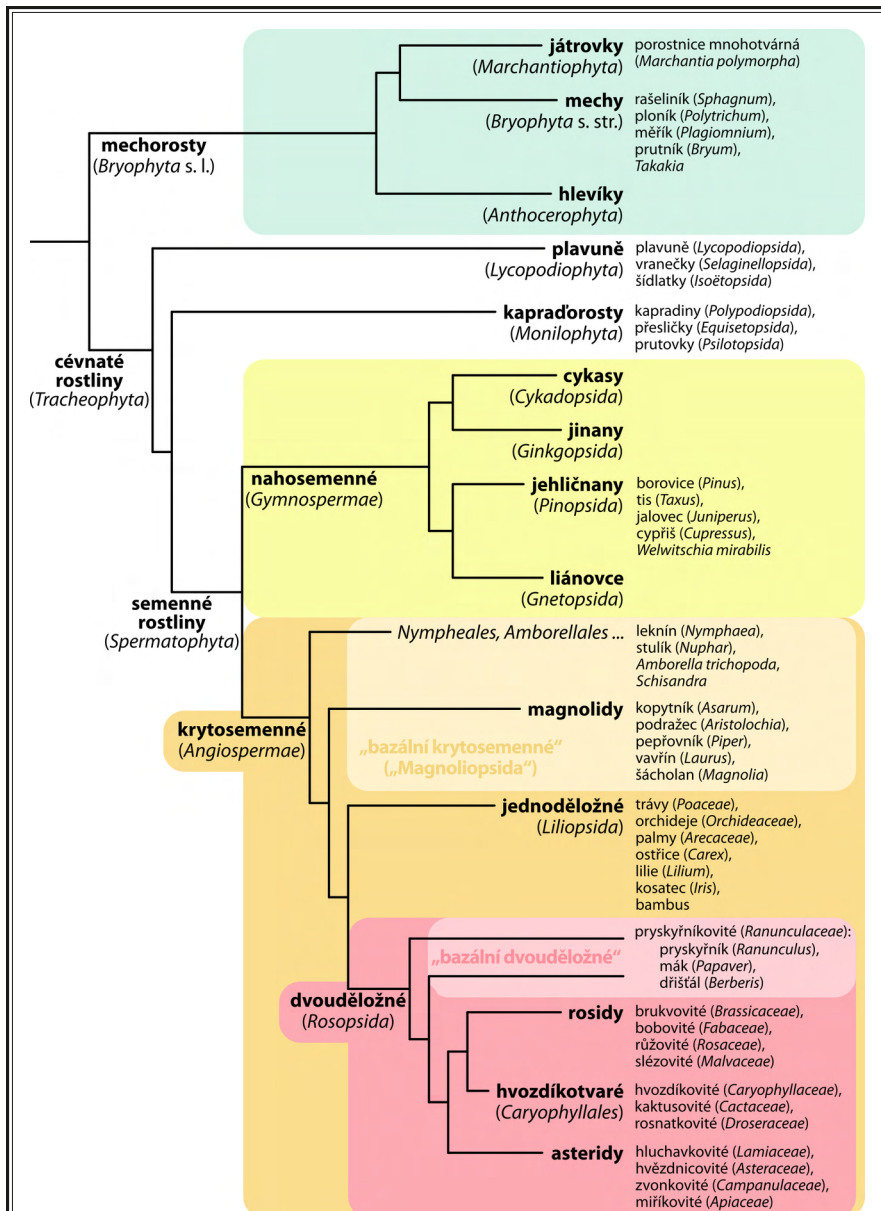 játrovky
(Marchantiophyta)
porostnice mnohotvárná
(Marchantia polymorpha)
mechy
(Bryophyta s. str.)
rašeliník (Sphagnum),
ploník (Polytrichum),
měřík (Plagiomnium),
prutník (Bryum),
Takakia
mechorosty
(Bryophyta s. l.)
hlevíky
(Anthocerophyta)
plavuně
(Lycopodiophyta)
plavuně (Lycopodiopsida),
vranečky (Selaginellopsida),
šídlatky (Isoëtopsida)
kapraďorosty
(Monilophyta)
kapradiny (Polypodiopsida),
přesličky (Equisetopsida),
prutovky (Psilotopsida)
cévnaté
rostliny
(Tracheophyta)
cykasy
(Cykadopsida)
jinany
(Ginkgopsida)
nahosemenné
(Gymnospermae)
jehličnany
(Pinopsida)
borovice (Pinus),
tis (Taxus),
jalovec (Juniperus),
cypřiš (Cupressus),
Welwitschia mirabilis
liánovce
(Gnetopsida)
semenné
rostliny
(Spermatophyta)
Nympheales, Amborellales ...
leknín (Nymphaea),
stulík (Nuphar),
Amborella trichopoda,
Schisandra
krytosemenné
(Angiospermae)
magnolidy
kopytník (Asarum),
podražec (Aristolochia),
pepřovník (Piper),
vavřín (Laurus),
šácholan (Magnolia)
„bazální krytosemenné“
(„Magnoliopsida“)
jednoděložné
(Liliopsida)
trávy (Poaceae),
orchideje (Orchideaceae),
palmy (Arecaceae),
ostřice (Carex),
lilie (Lilium),
kosatec (Iris),
bambus
„bazální dvouděložné“
pryskyřníkovité (Ranunculaceae):
pryskyřník (Ranunculus),
mák (Papaver),
dřišťál (Berberis)
dvouděložné
(Rosopsida)
rosidy
brukvovité (Brassicaceae),
bobovité (Fabaceae),
růžovité (Rosaceae),
slézovité (Malvaceae)
hvozdíkotvaré
(Caryophyllales)
hvozdíkovité (Caryophyllaceae),
kaktusovité (Cactaceae),
rosnatkovité (Droseraceae)
asteridy
hluchavkovité (Lamiaceae),
hvězdnicovité (Asteraceae),
zvonkovité (Campanulaceae),
miříkovité (Apiaceae)